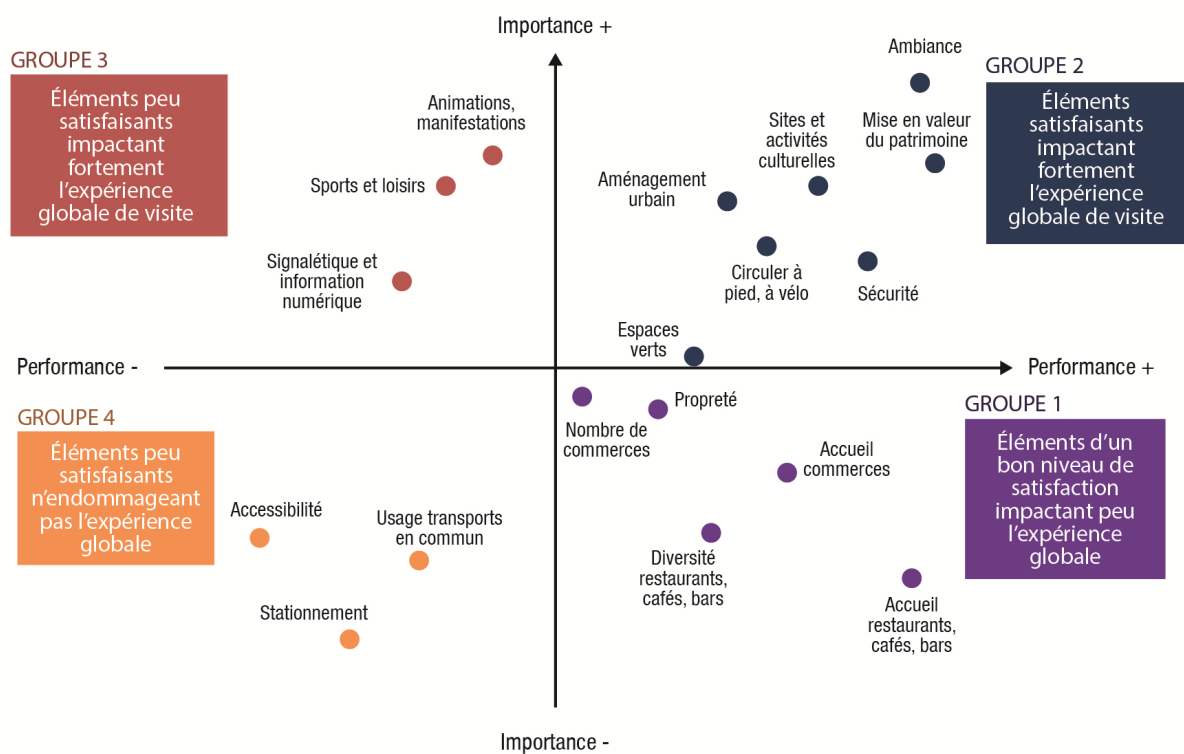 Importance +
GROUPE 3
Éléments peu
satisfaisants
impactant
fortement
l'expérience
globale de visite
Animations,
manifestations
Sports et loisirs
Signalétique et
information
numérique
Ambiance
GROUPE 2
Éléments
satisfaisants
impactant
fortement
l'expérience
globale de visite
Sites et
activités
culturelles
Mise en valeur
du patrimoine
Aménagement
urbain
Circuler à
pied, à vélo
Sécurité
Espaces
verts
Performance -
Performance +
GROUPE 4
Éléments peu
satisfaisants
n'endommageant
pas l'expérience
globale
Accessibilité
Usage transports
en commun
Stationnement
Nombre de
commerces
Propreté
Accueil
commerces
Diversité
restaurants,
cafés, bars
Accueil
restaurants,
cafés, bars
GROUPE 1
Éléments d'un
bon niveau de
satisfaction
impactant peu
l'expérience
globale
Importance -